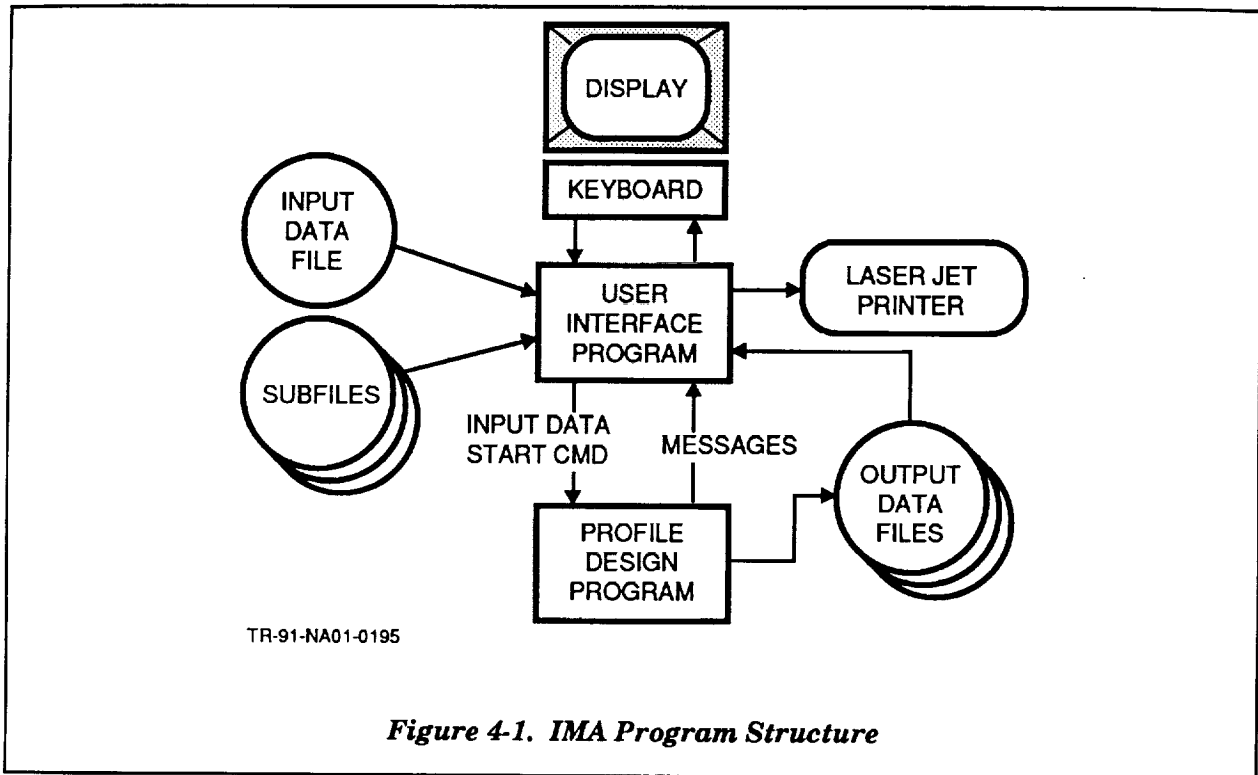 DISPLAY
KEYBOARD
INPUT
DATA
FILE
USER
INTERFACE
PROGRAM
LASER JET
PRINTER
SUBFILES
INPUT DATA
START CMD
MESSAGES
OUTPUT
DATA
FILES
PROFILE
DESIGN
PROGRAM
TR-91-NA01-0195
Figure 4-1. IMA Program Structure